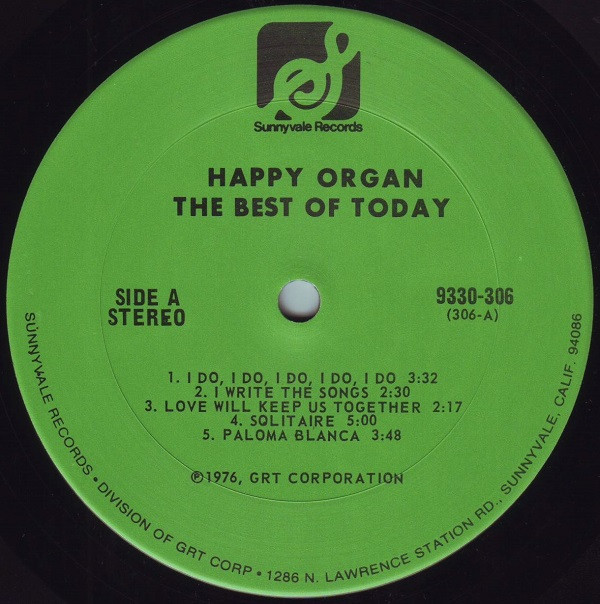 Sunnyvale Records
HAPPY ORGAN
THE BEST OF TODAY
SIDE A
STEREO
9330-306
(306-A)
1. I DO, I DO, I DO, I DO, I DO 3:32
2. I WRITE THE SONGS 2:30
3. LOVE WILL KEEP US TOGETHER 2:17
4. SOLITAIRE 5:00
5. PALOMA BLANCA 3:48
℗1976, GRT CORPORATION
SUNNYVALE RECORDS • DIVISION OF GRT CORP • 1286 N. LAWRENCE STATION RD., SUNNYVALE, CALIF. 94086